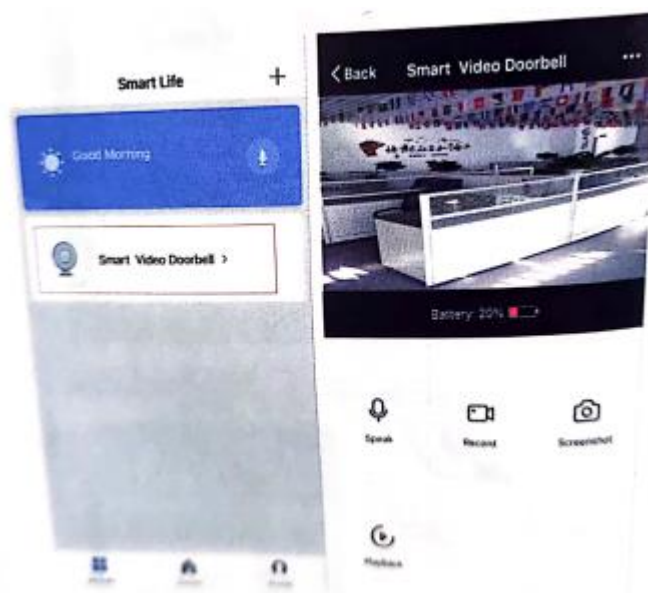 Smart Life
+
Good Morning
Smart Video Doorbell >
< Back Smart Video Doorbell ...
Battery: 20%
Speak
Record
Screenshot
Playback